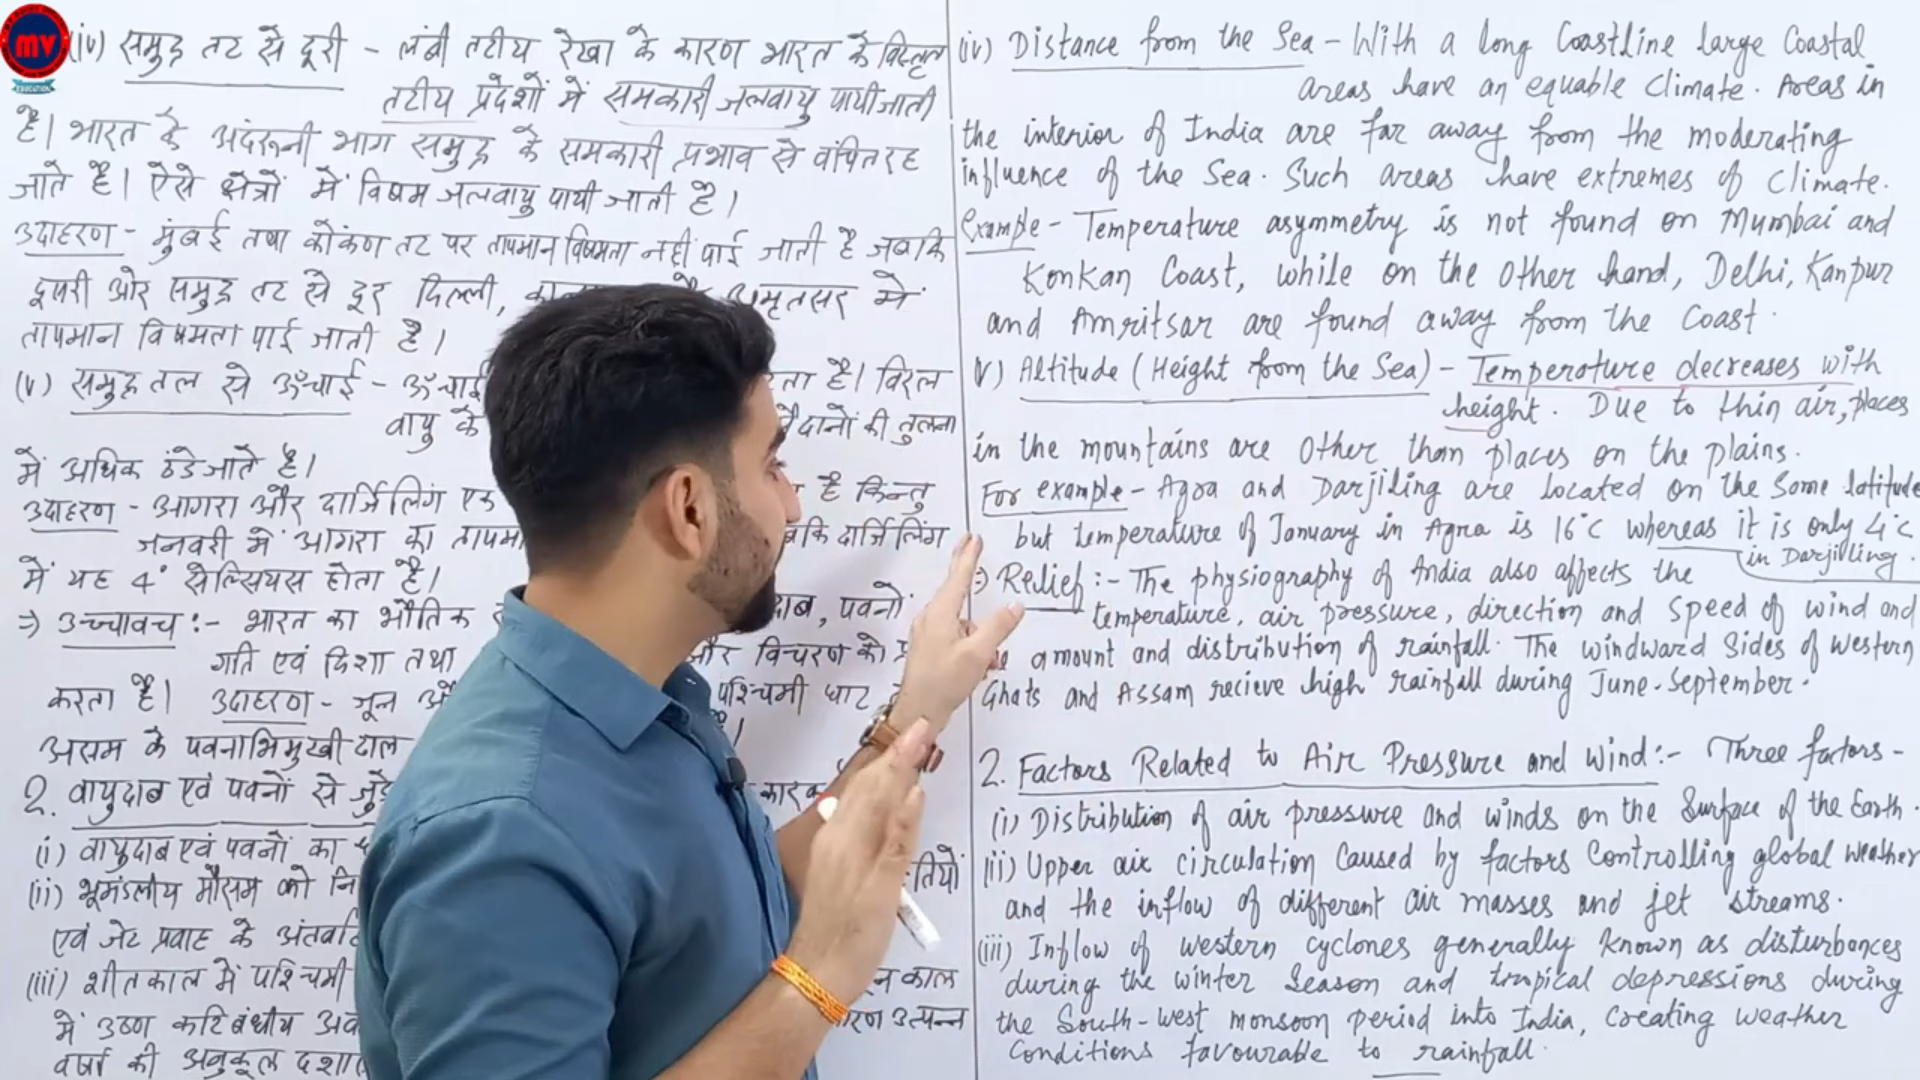 MV
EDUCATION
(iv) समुद्र तट से दूरी - लंबी तटीय रेखा के कारण भारत के विस्तृत
तटीय प्रदेशों में समकारी जलवायु पायी जाती
है। भारत के अंदरूनी भाग समुद्र के समकारी प्रभाव से वंचित रह
जाते है। ऐसे क्षेत्रों में विषम जलवायु पायी जाती है।
उदाहरण - मुंबई तथा कोंकण तट पर तापमान विषमता नहीं पाई जाती है जबकि
दूसरी ओर समुद्र तट से दूर दिल्ली, अमृतसर में
तापमान विषमता पाई जाती है।
(v) समुद्र तल से ऊँचाई - ऊँचाई है। विरल
वायु के मैदानों की तुलना
में अधिक ठंडे जाते है।
उदाहरण - आगरा और दार्जिलिंग एक है किन्तु
जनवरी में आगरा का दार्जिलिंग
में यह 4° सेल्सियस होता है।
⇒ उच्चावच :- भारत का भौतिक पवनों
गति एवं दिशा तथा और विचरण को
करता है। उदाहरण - जून पश्चिमी घाट
असम के पवनाभिमुखी ढाल
2. वायुदाब एवं पवनों से जुड़े कारक
(i) वायुदाब एवं पवनों का
(ii) भूमंडलीय मौसम को
एवं जेट प्रवाह के
(iii) शीतकाल में पश्चिमी काल
में उष्ण कटिबंधीय उत्पन्न
वर्षा की अनुकूल
iv) Distance from the Sea - With a long Coastline large Coastal
areas have an equable Climate. Areas in
the interior of India are far away from the moderating
influence of the Sea. Such areas have extremes of Climate.
Example - Temperature asymmetry is not found on Mumbai and
Konkan Coast, while on the Other hand, Delhi, Kanpur
and Amritsar are found away from the Coast.
V) Altitude (Height from the Sea) - Temperature decreases with
height. Due to thin air, places
in the mountains are Other than places on the plains.
For example - Agra and Darjiling are Located on the Same latitude
but temperature of January in Agra is 16°C whereas it is only 4°C
in Darjiling.
⇒ Relief :- The physiography of India also affects the
temperature, air pressure, direction and Speed of wind and
amount and distribution of rainfall. The windward Sides of Western
Ghats and Assam recieve high rainfall during June-September.
2. Factors Related to Air Pressure and Wind :- Three factors -
(i) Distribution of air pressure and winds on the Surface of the Earth.
(ii) Upper air circulation Caused by factors Controlling global weather
and the inflow of different air masses and jet streams.
(iii) Inflow of western cyclones generally known as disturbances
during the winter Season and tropical depressions during
the South-West monsoon period into India, Creating weather
Conditions favourable to rainfall.